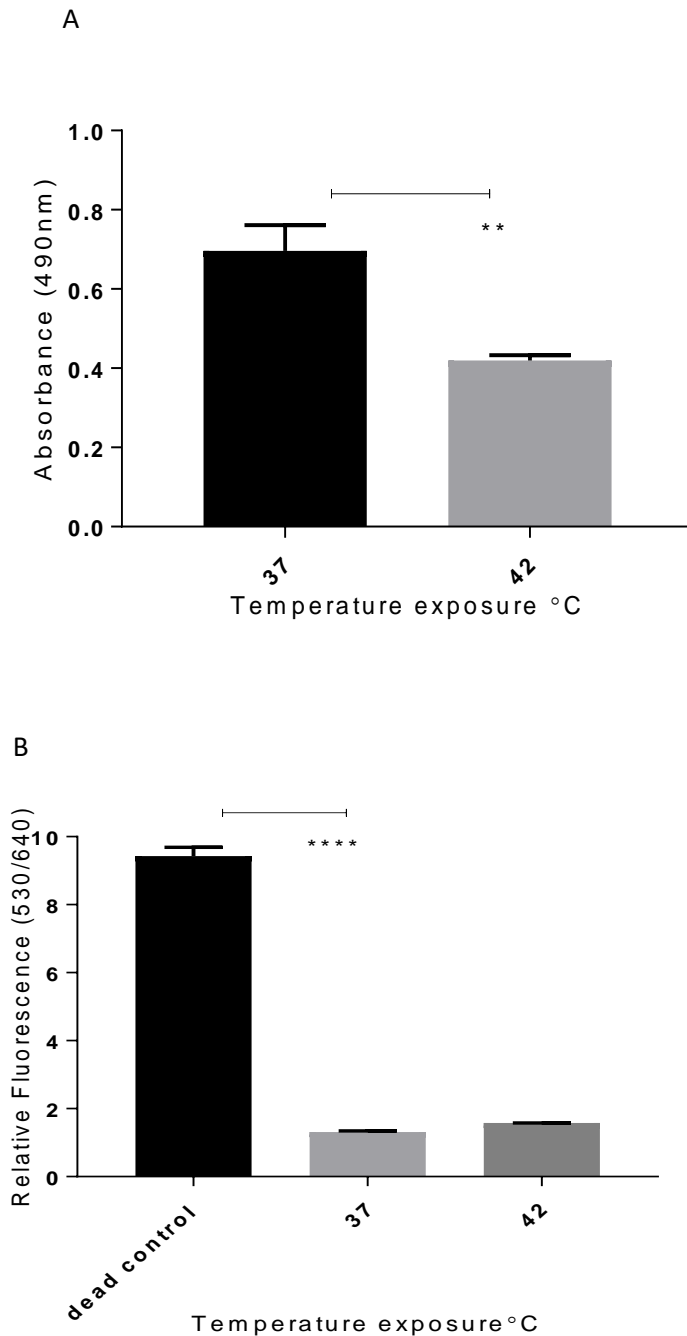 A
Absorbance (490nm)
1.0
0.8
0.6
0.4
0.2
0.0
**
37
42
Temperature exposure °C
B
Relative Fluorescence (530/640)
10
8
6
4
2
0
****
dead control
37
42
Temperature exposure°C